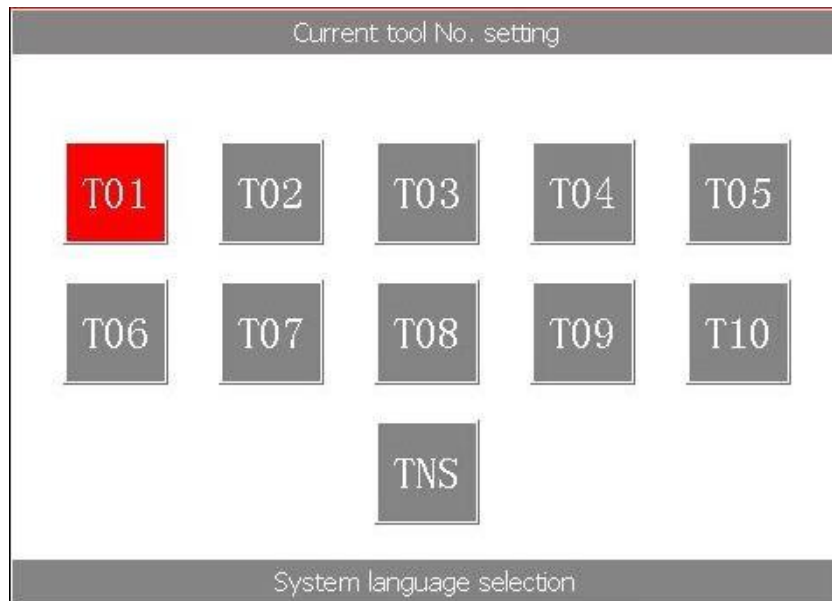 Current tool No. setting
T01 T02 T03 T04 T05
T06 T07 T08 T09 T10
TNS
System language selection